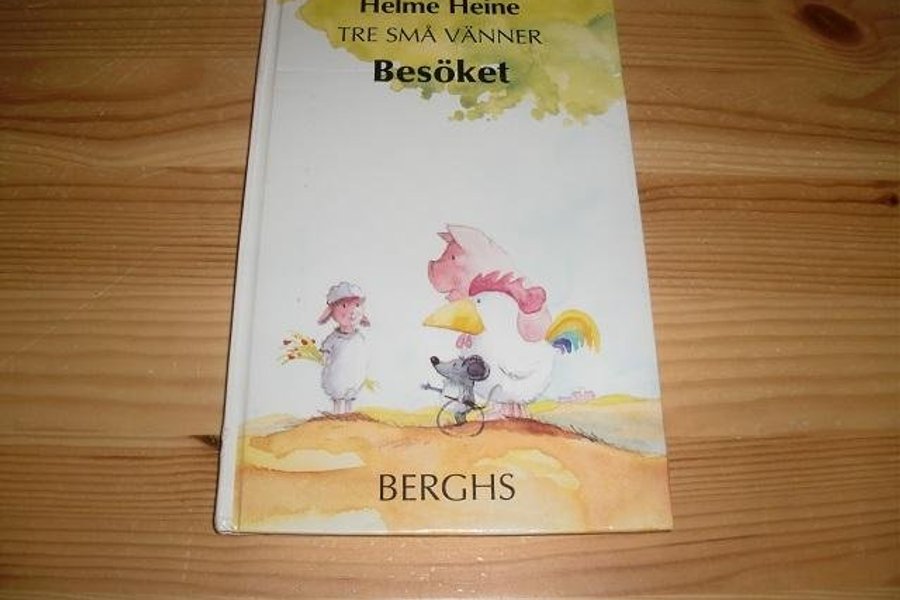 Helme Heine
TRE SMÅ VÄNNER
Besöket
BERGHS